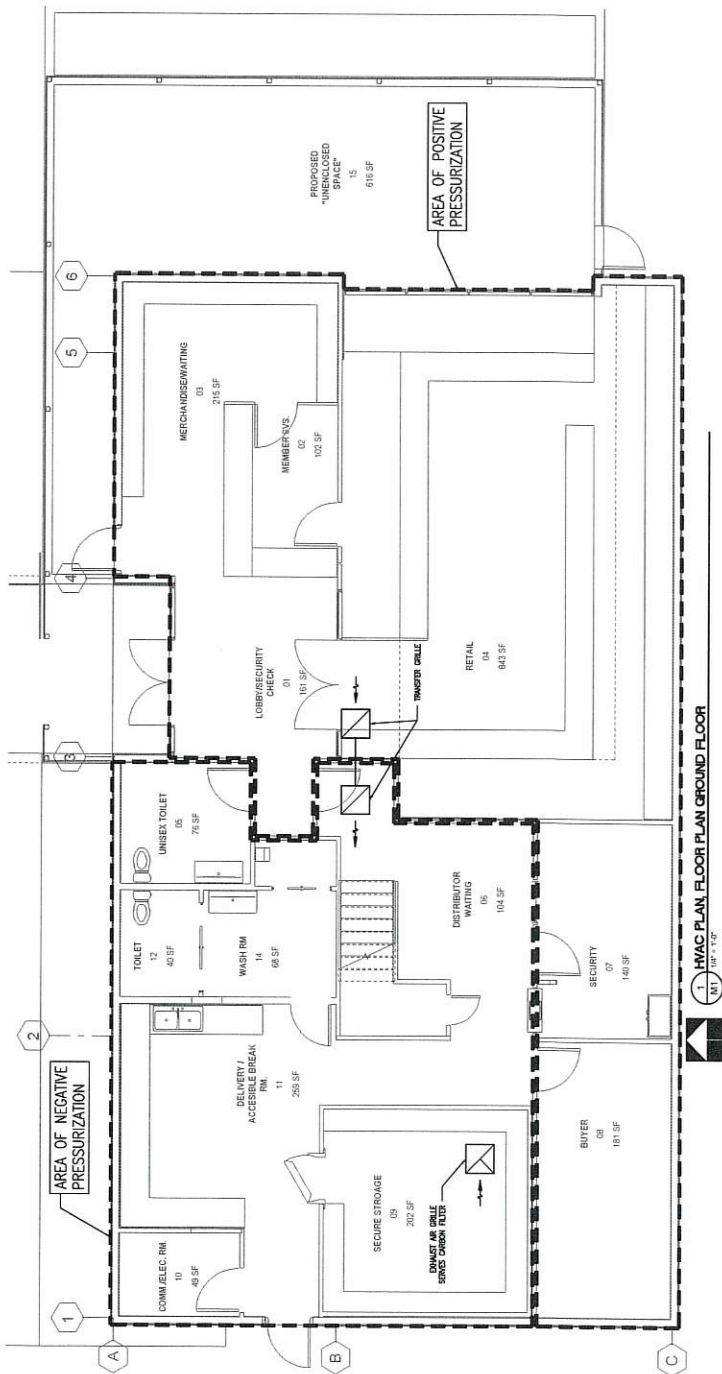 AREA OF NEGATIVE
PRESSURIZATION
1
2
3
4
5
6
A
B
C
COMM./ELEC. RM.
10
49 SF
DELIVERY /
ACCESIBLE BREAK
RM.
11
259 SF
TOILET
12
40 SF
WASH RM
14
68 SF
UNISEX TOILET
05
76 SF
LOBBY/SECURITY
CHECK
01
161 SF
MERCHANDISE/WAITING
03
215 SF
MEMBER SVS.
02
102 SF
PROPOSED
"UNENCLOSED
SPACE"
15
616 SF
AREA OF POSITIVE
PRESSURIZATION
SECURE STROAGE
09
202 SF
EXHAUST AIR GRILLE
SERVES CARBON FILTER
DISTRIBUTOR
WAITING
06
104 SF
TRANSFER GRILLE
RETAIL
04
843 SF
BUYER
08
181 SF
SECURITY
07
140 SF
1
M1
HVAC PLAN, FLOOR PLAN GROUND FLOOR
1/4" = 1'-0"